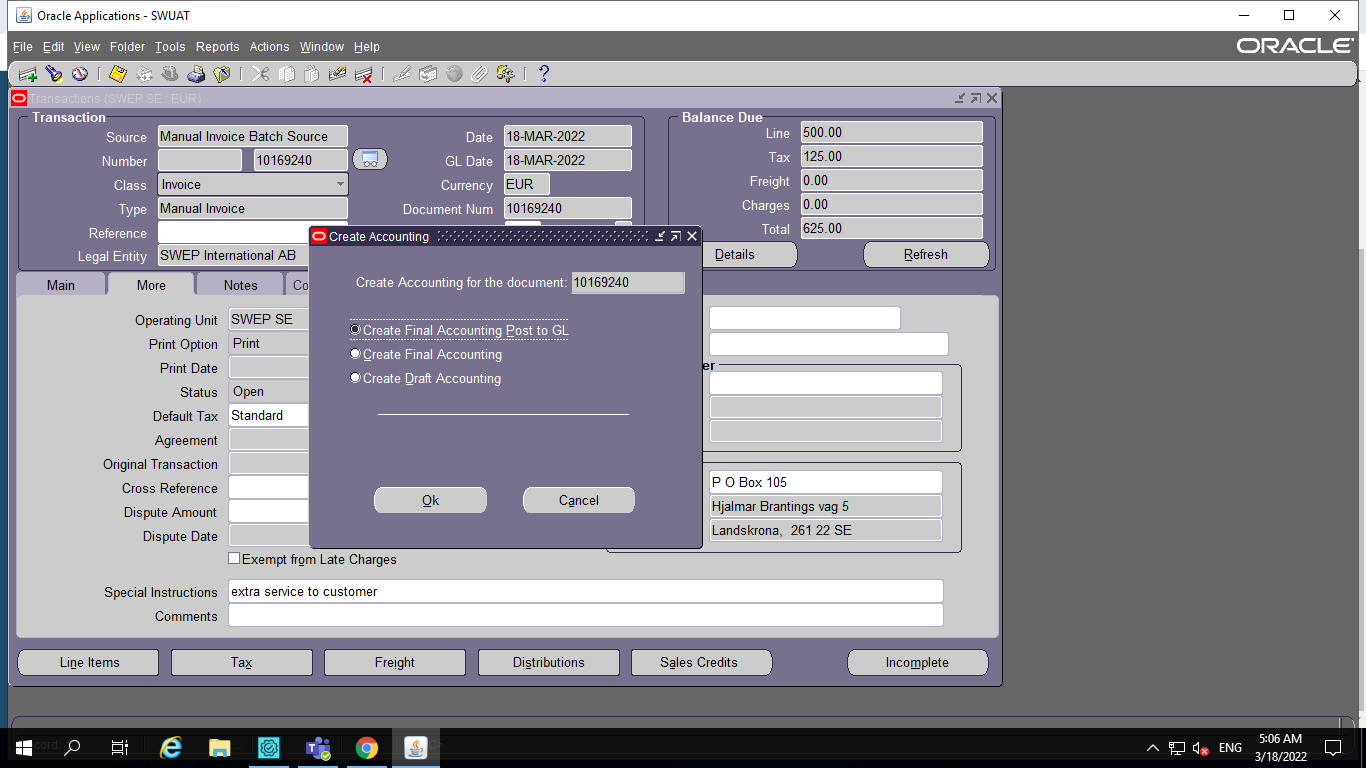 Oracle Applications - SWUAT
File Edit View Folder Tools Reports Actions Window Help
ORACLE
Transactions (SWEP SE : EUR)
Transaction
Source Manual Invoice Batch Source
Number 10169240
Class Invoice
Type Manual Invoice
Reference
Legal Entity SWEP International AB
Date 18-MAR-2022
GL Date 18-MAR-2022
Currency EUR
Document Num 10169240
Balance Due
Line 500.00
Tax 125.00
Freight 0.00
Charges 0.00
Total 625.00
Details Refresh
Main More Notes Co
Create Accounting
Create Accounting for the document: 10169240
Create Final Accounting Post to GL
Create Final Accounting
Create Draft Accounting
Ok Cancel
Operating Unit SWEP SE
Print Option Print
Print Date
Status Open
Default Tax Standard
Agreement
Original Transaction
Cross Reference
Dispute Amount
Dispute Date
Exempt from Late Charges
er
P O Box 105
Hjalmar Brantings vag 5
Landskrona, 261 22 SE
Special Instructions extra service to customer
Comments
Line Items Tax Freight Distributions Sales Credits Incomplete
ENG
5:06 AM
3/18/2022